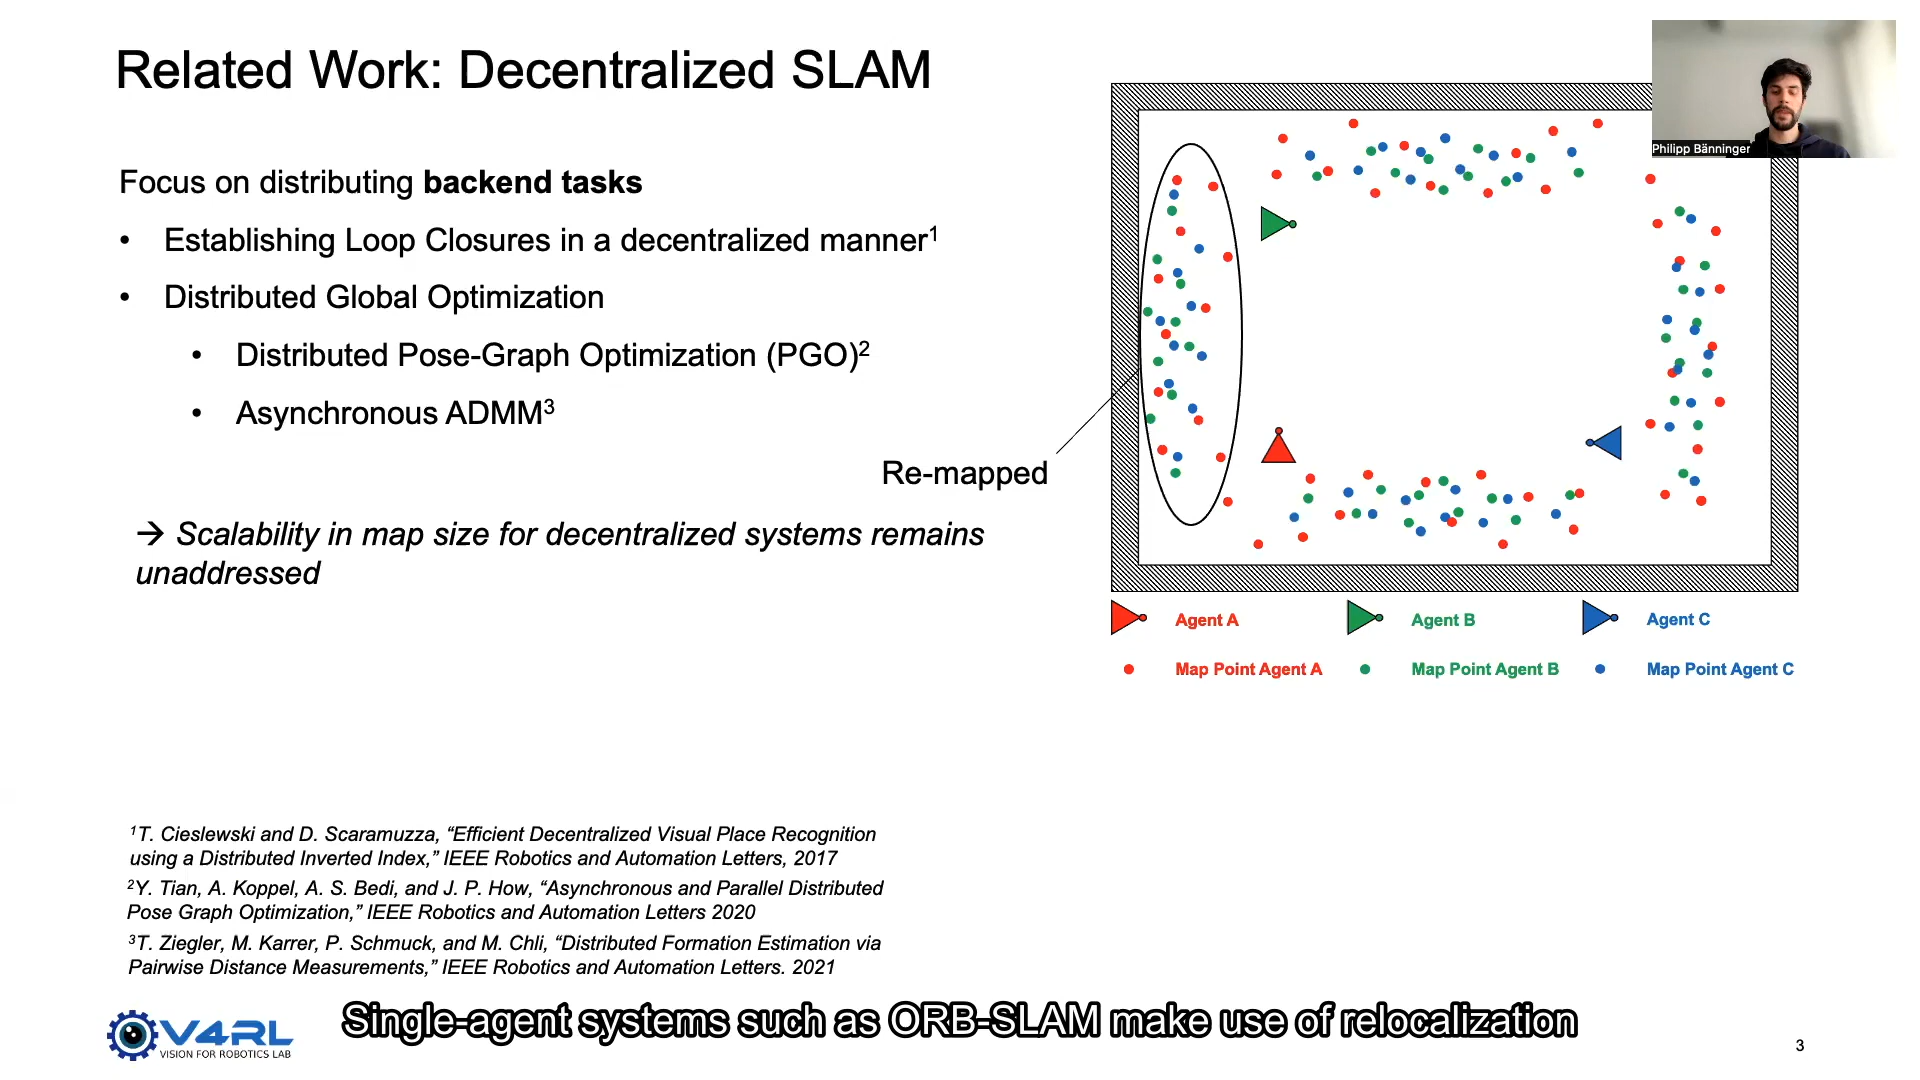 Related Work: Decentralized SLAM
Philipp Bänninger
Focus on distributing backend tasks
• Establishing Loop Closures in a decentralized manner1
• Distributed Global Optimization
• Distributed Pose-Graph Optimization (PGO)2
• Asynchronous ADMM3
Re-mapped
→ Scalability in map size for decentralized systems remains
unaddressed
Agent A
Agent B
Agent C
Map Point Agent A
Map Point Agent B
Map Point Agent C
1T. Cieslewski and D. Scaramuzza, “Efficient Decentralized Visual Place Recognition
using a Distributed Inverted Index,” IEEE Robotics and Automation Letters, 2017
2Y. Tian, A. Koppel, A. S. Bedi, and J. P. How, “Asynchronous and Parallel Distributed
Pose Graph Optimization,” IEEE Robotics and Automation Letters 2020
3T. Ziegler, M. Karrer, P. Schmuck, and M. Chli, “Distributed Formation Estimation via
Pairwise Distance Measurements,” IEEE Robotics and Automation Letters. 2021
V4RL
VISION FOR ROBOTICS LAB
Single-agent systems such as ORB-SLAM make use of relocalization
3